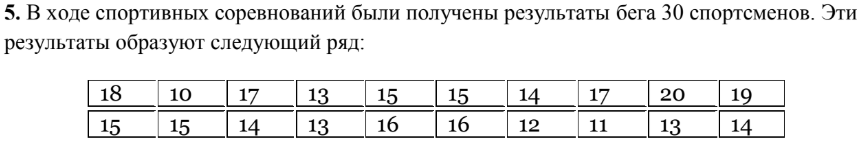 5. В ходе спортивных соревнований были получены результаты бега 30 спортсменов. Эти
результаты образуют следующий ряд:
18 10 17 13 15 15 14 17 20 19
15 15 14 13 16 16 12 11 13 14